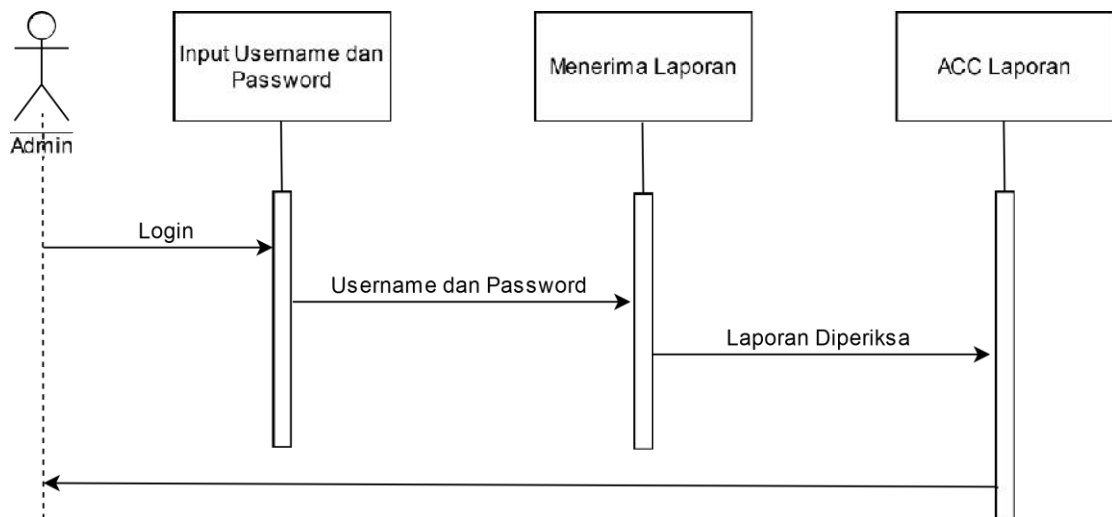 Input Username dan
Password
Menerima Laporan
ACC Laporan
Admin
Login
Username dan Password
Laporan Diperiksa